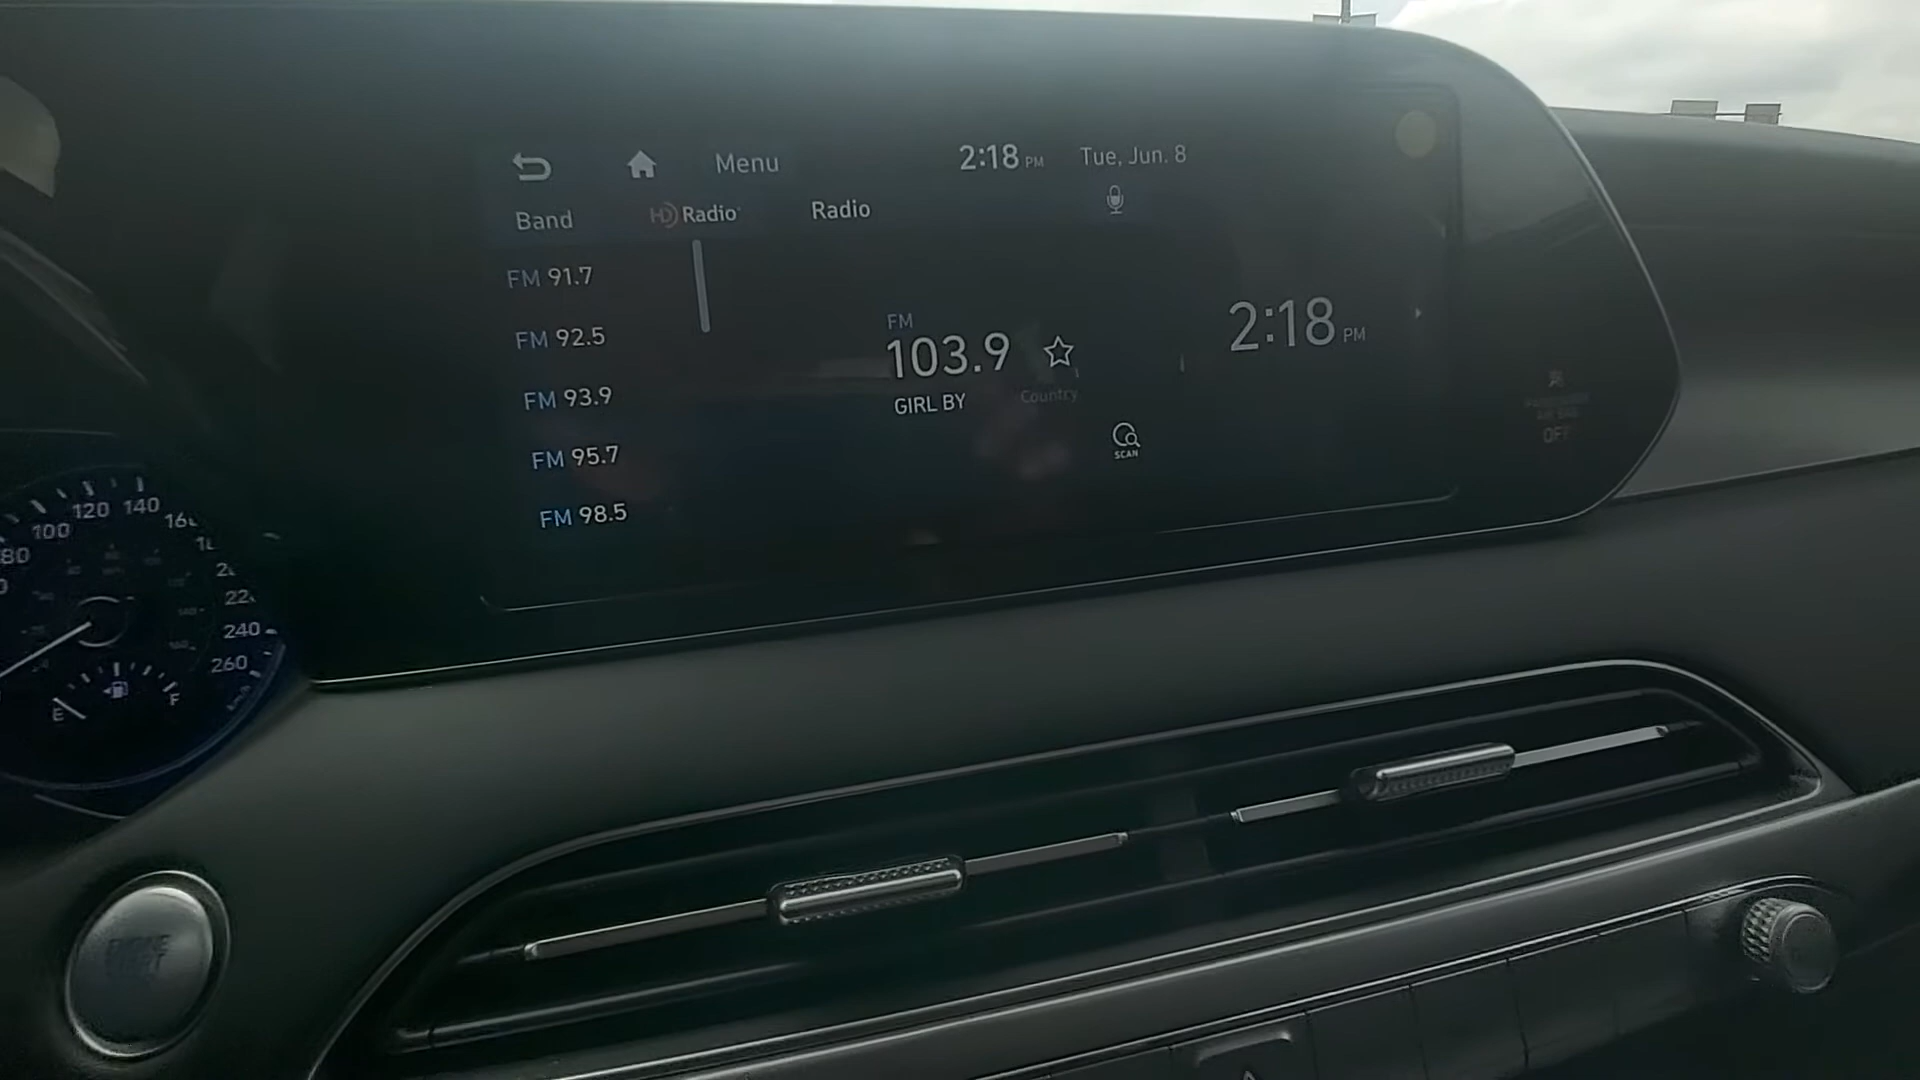 Menu 2:18 PM Tue, Jun. 8
Band HD Radio Radio
FM 91.7
FM 92.5
FM 93.9
FM 95.7
FM 98.5
FM
103.9
GIRL BY Country
SCAN
2:18 PM
OFF
80 100 120 140
240
260
E F